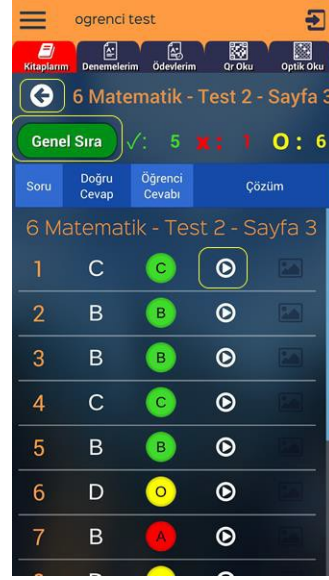 ogrenci test
Kitaplarım Denemelerim Ödevlerim Qr Oku Optik Oku
6 Matematik - Test 2 - Sayfa 3
Genel Sıra ✓: 5 ×: 1 O: 6
Soru Doğru Cevap Öğrenci Cevabı Çözüm
6 Matematik - Test 2 - Sayfa 3
1 C C
2 B B
3 B B
4 C C
5 B B
6 D O
7 B A